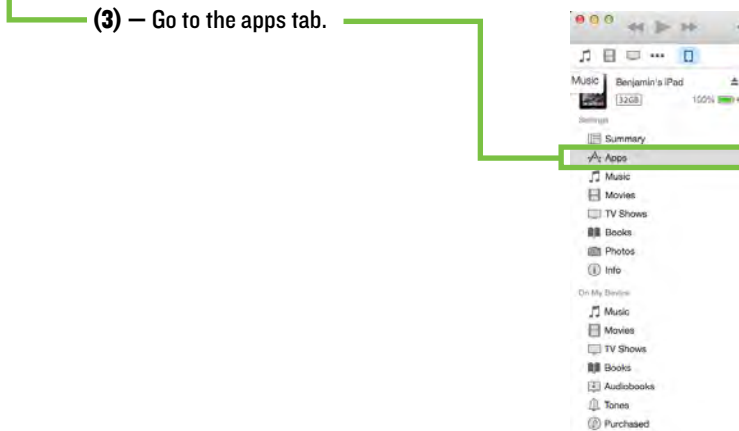 (3) — Go to the apps tab.
Music
Benjamin's iPad
32GB
100%
Settings
Summary
Apps
Music
Movies
TV Shows
Books
Photos
Info
On My Device
Music
Movies
TV Shows
Books
Audiobooks
Tones
Purchased